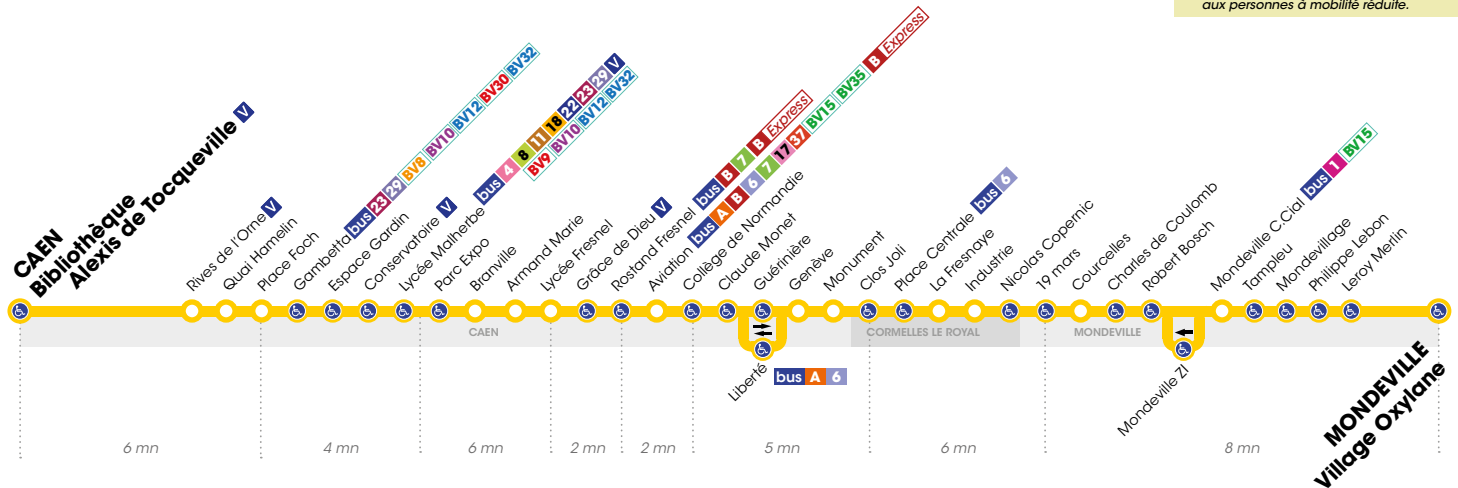 aux personnes à mobilité réduite.
CAEN
Bibliothèque
Alexis de Tocqueville V
Rives de l'Orne V
Quai Hamelin
Place Foch
Gambetta bus 23 29 BV8 BV10 BV12 BV30 BV32
Espace Gardin
Conservatoire V
Lycée Malherbe bus 4 8 11 18 22 23 29 V
BV9 BV10 BV12 BV32
Parc Expo
Branville
Armand Marie
Lycée Fresnel
Grâce de Dieu V
Rostand Fresnel bus B 7 B Express
Aviation bus A B 6 7 17 37 BV15 BV35 B Express
Collège de Normandie
Claude Monet
Guérinière
Genève
Monument
Clos Joli
Place Centrale bus 6
La Fresnaye
Industrie
Nicolas Copernic
19 mars
Courcelles
Charles de Coulomb
Robert Bosch
Mondeville C.Cial bus 1 BV15
Tampleu
Mondevillage
Philippe Lebon
Leroy Merlin
CAEN
CORMELLES LE ROYAL
MONDEVILLE
Liberté bus A 6
Mondeville ZI
MONDEVILLE
Village Oxylane
6 mn
4 mn
6 mn
2 mn
2 mn
5 mn
6 mn
8 mn